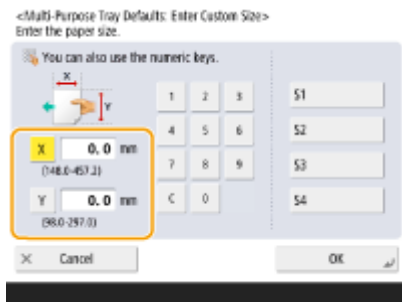 <Multi-Purpose Tray Defaults: Enter Custom Size>
Enter the paper size.
You can also use the numeric keys.
X
Y
1 2 3
4 5 6
7 8 9
C 0
X 0.0 mm
(148.0-457.2)
Y 0.0 mm
(98.0-297.0)
S1
S2
S3
S4
× Cancel
OK